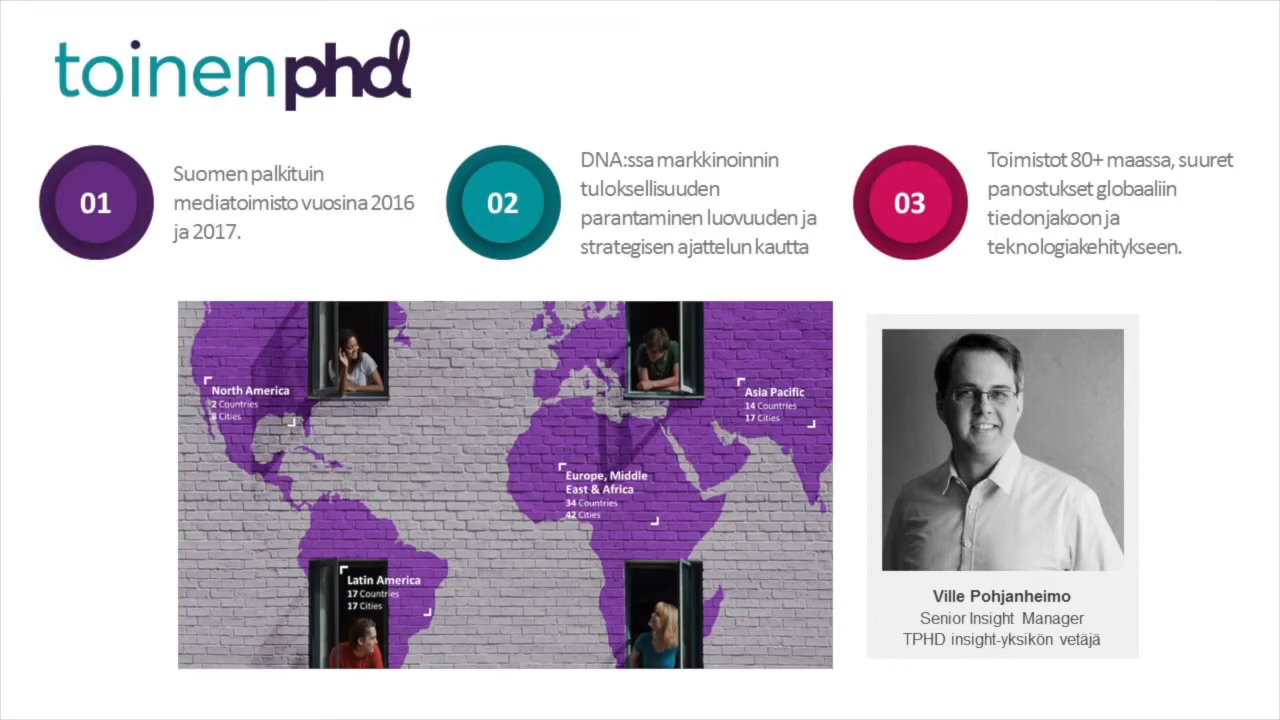 toinenphd
01
Suomen palkituin
mediatoimisto vuosina 2016
ja 2017.
02
DNA:ssa markkinoinnin
tuloksellisuuden
parantaminen luovuuden ja
strategisen ajattelun kautta
03
Toimistot 80+ maassa, suuret
panostukset globaaliin
tiedonjakoon ja
teknologiakehitykseen.
North America
2 Countries
8 Cities
Asia Pacific
14 Countries
17 Cities
Europe, Middle
East & Africa
34 Countries
42 Cities
Latin America
17 Countries
17 Cities
Ville Pohjanheimo
Senior Insight Manager
TPHD insight-yksikön vetäjä